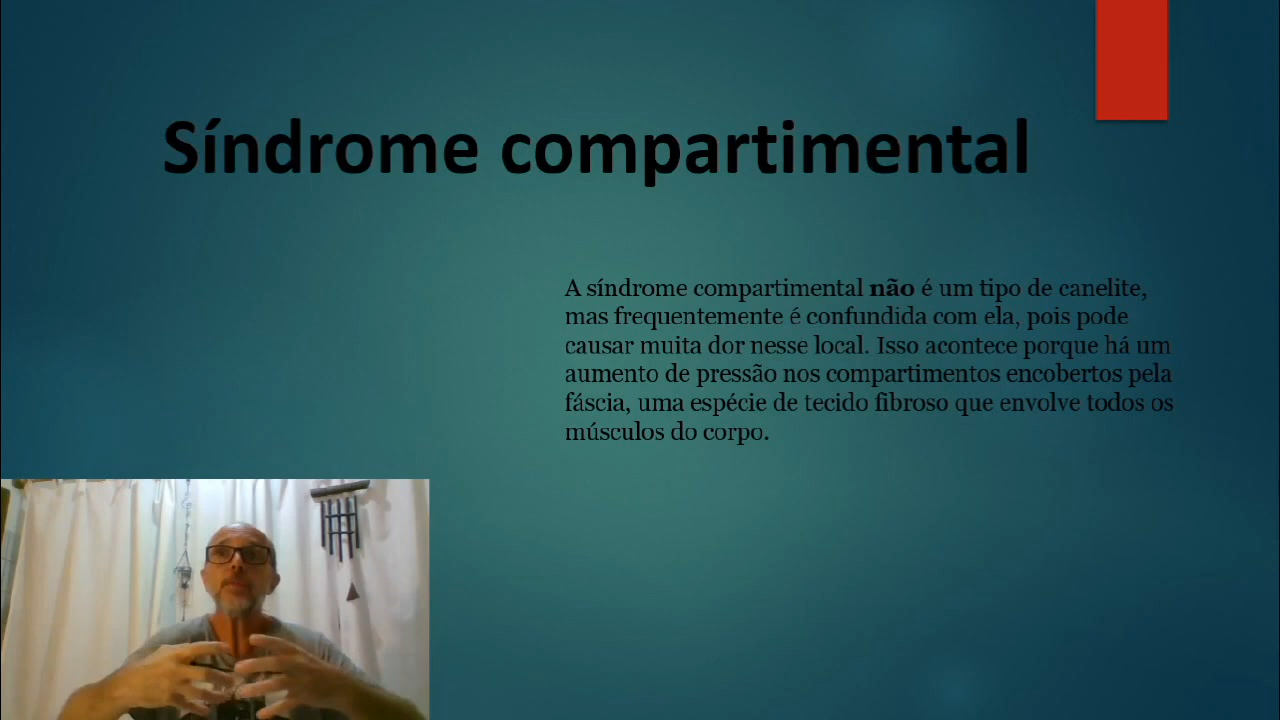 Síndrome compartimental
A síndrome compartimental não é um tipo de canelite,
mas frequentemente é confundida com ela, pois pode
causar muita dor nesse local. Isso acontece porque há um
aumento de pressão nos compartimentos encobertos pela
fáscia, uma espécie de tecido fibroso que envolve todos os
músculos do corpo.